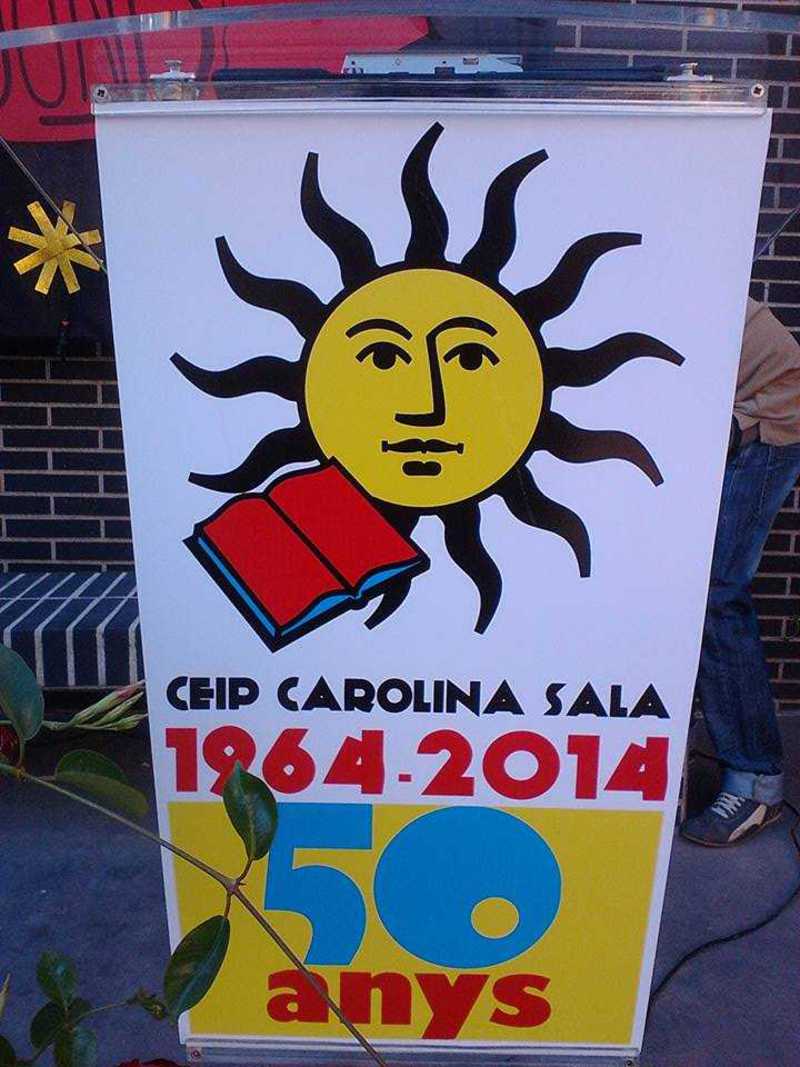 CEIP CAROLINA SALA
1964-2014
50
anys